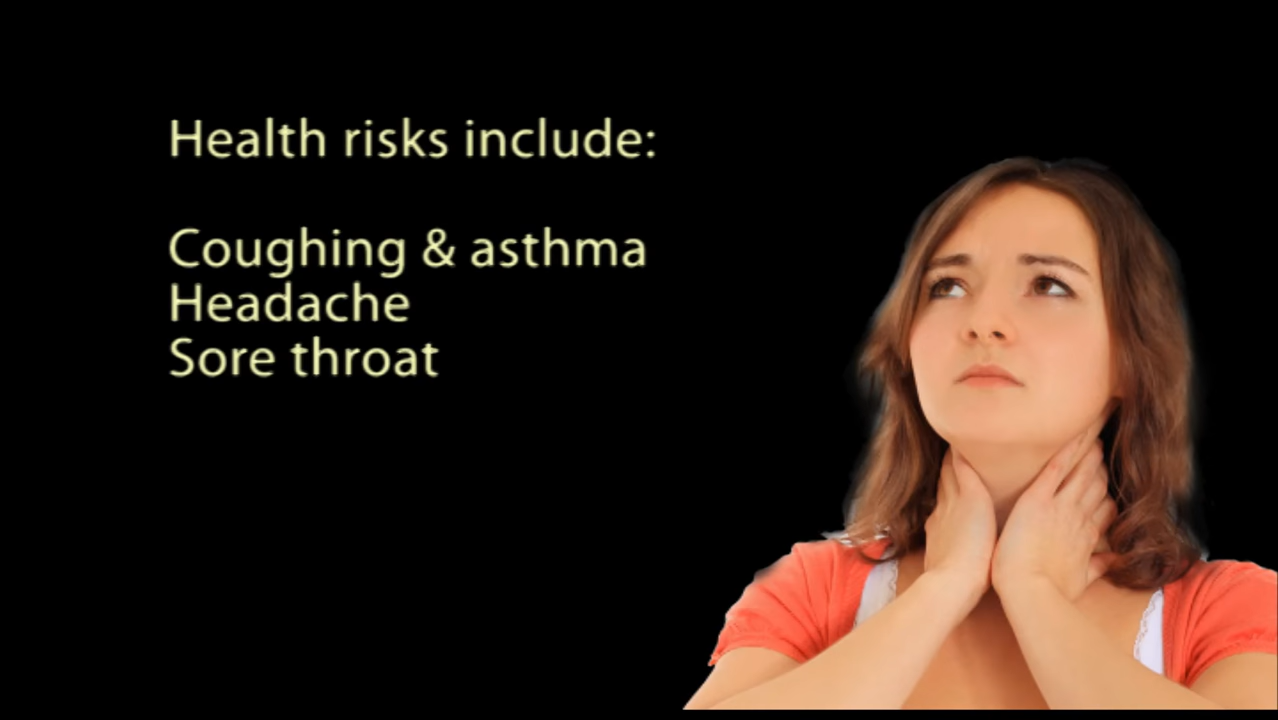 Health risks include:
Coughing & asthma
Headache
Sore throat